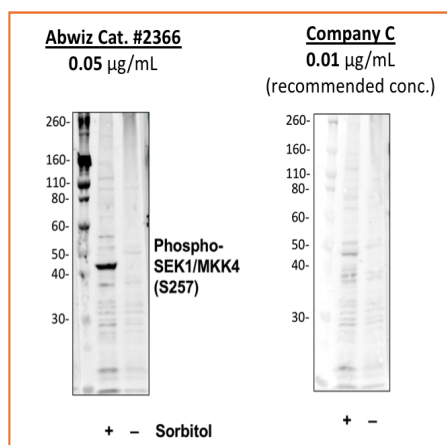 Abwiz Cat. #2366
0.05 µg/mL
260-
160-
110-
80-
60-
50-
40-
30-
Phospho-
SEK1/MKK4
(S257)
+ – Sorbitol
Company C
0.01 µg/mL
(recommended conc.)
260-
160-
110-
80-
60-
50-
40-
30-
+ –